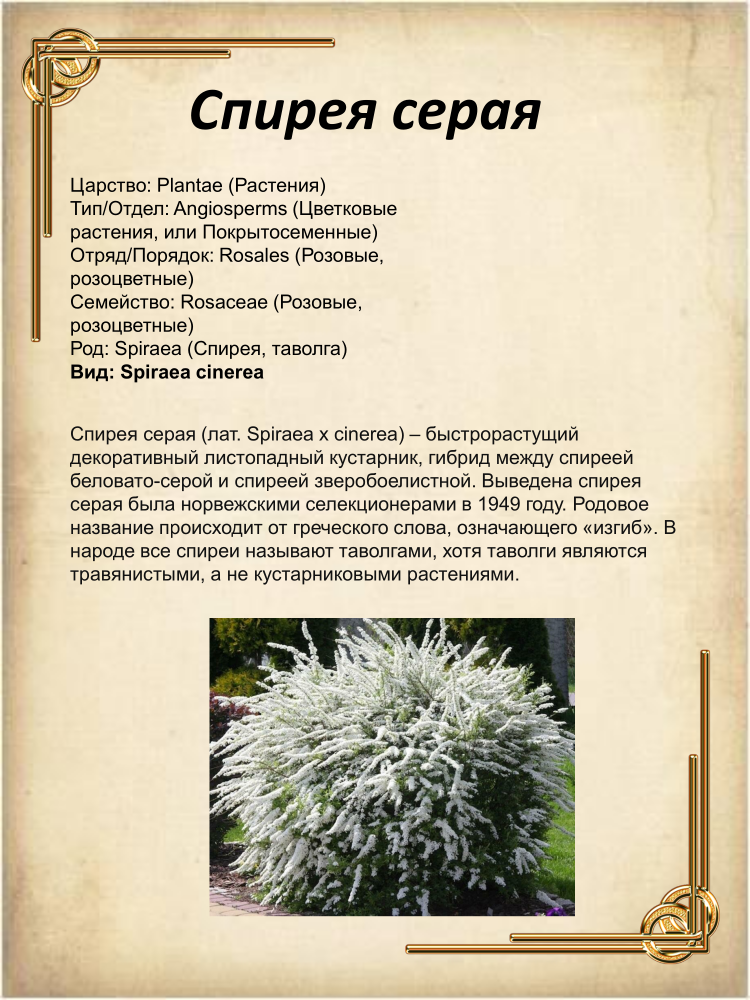 Спирея серая
Царство: Plantae (Растения)
Тип/Отдел: Angiosperms (Цветковые
растения, или Покрытосеменные)
Отряд/Порядок: Rosales (Розовые,
розоцветные)
Семейство: Rosaceae (Розовые,
розоцветные)
Род: Spiraea (Спирея, таволга)
Вид: Spiraea cinerea
Спирея серая (лат. Spiraea x cinerea) – быстрорастущий
декоративный листопадный кустарник, гибрид между спиреей
беловато-серой и спиреей зверобоелистной. Выведена спирея
серая была норвежскими селекционерами в 1949 году. Родовое
название происходит от греческого слова, означающего «изгиб». В
народе все спиреи называют таволгами, хотя таволги являются
травянистыми, а не кустарниковыми растениями.